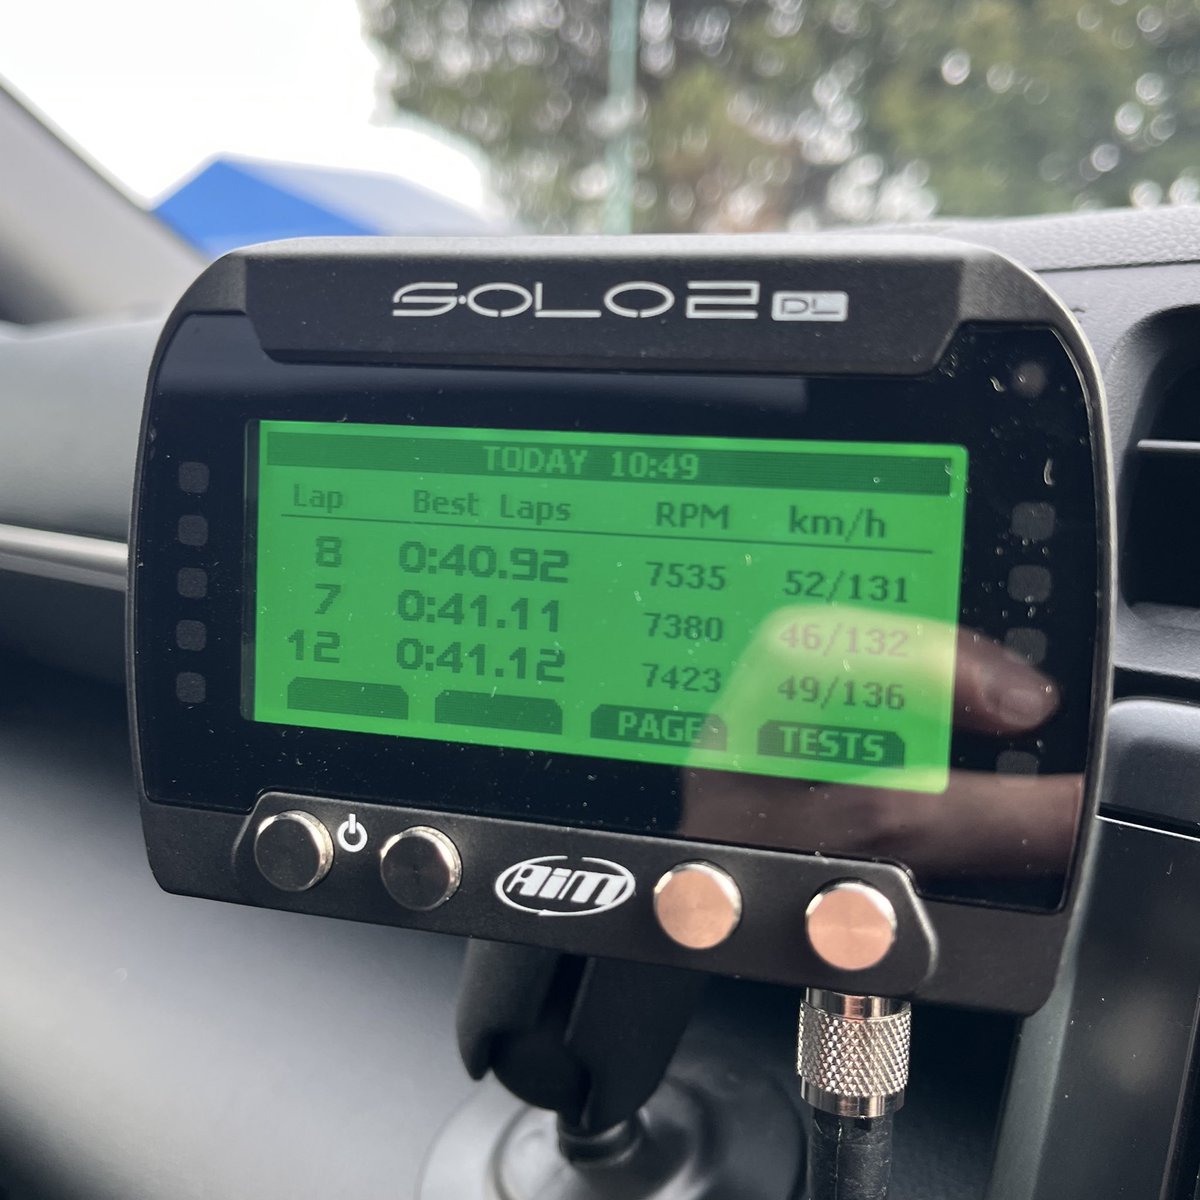 SOLO2 DL
TODAY 10:49
Lap Best Laps RPM km/h
8 0:40.92 7535 52/131
7 0:41.11 7380 46/132
12 0:41.12 7423 49/136
PAGE TESTS
AiM